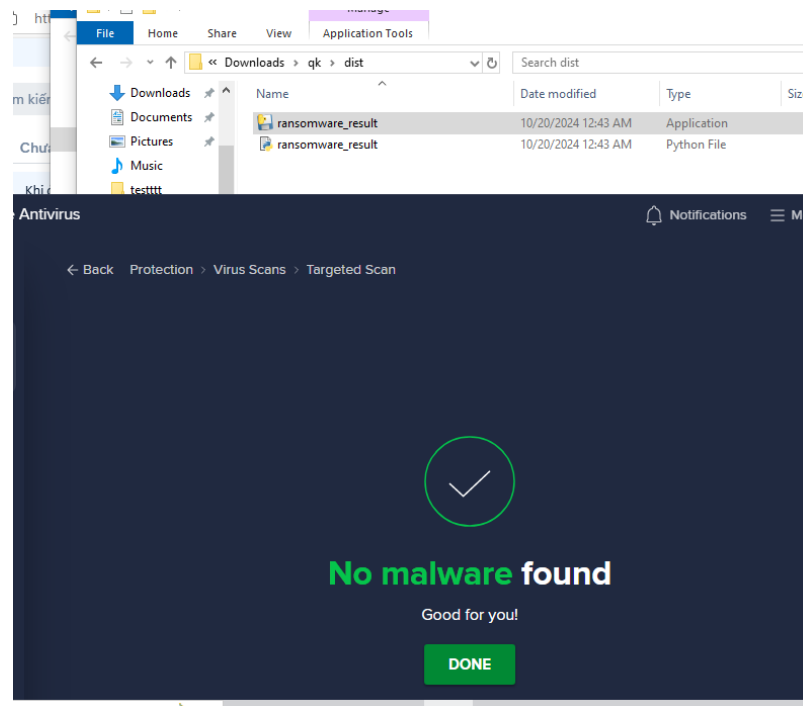 File Home Share View Application Tools
« Downloads › qk › dist
Search dist
Downloads
Documents
Pictures
Music
testttt
Name Date modified Type
ransomware_result 10/20/2024 12:43 AM Application
ransomware_result 10/20/2024 12:43 AM Python File
Antivirus
Notifications
Back Protection > Virus Scans > Targeted Scan
No malware found
Good for you!
DONE